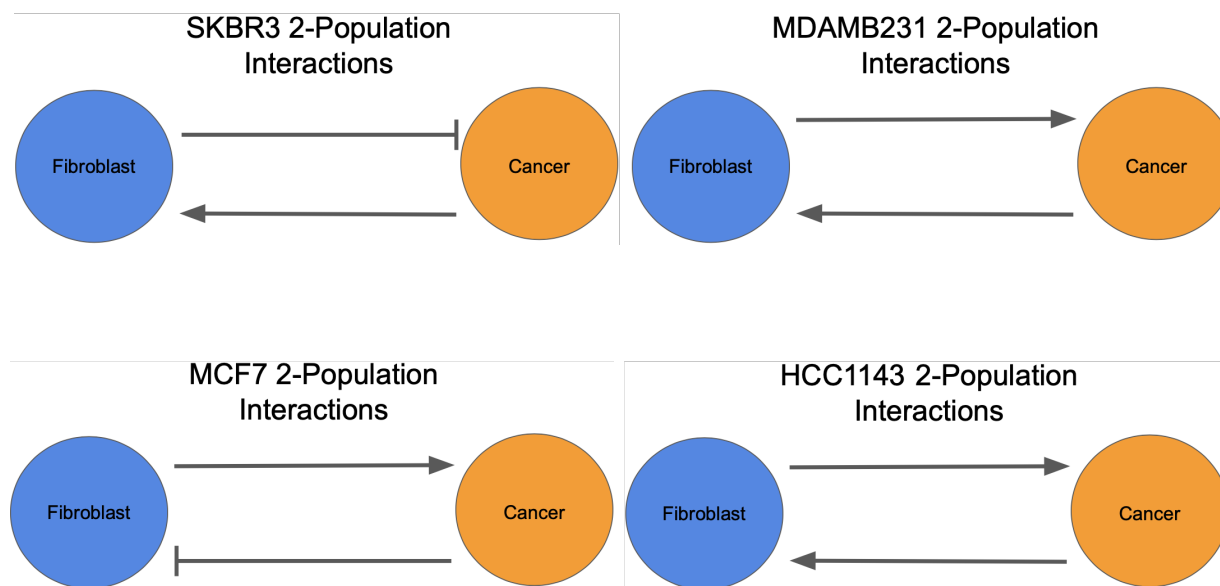 SKBR3 2-Population
Interactions
Fibroblast
Cancer
MDAMB231 2-Population
Interactions
Fibroblast
Cancer
MCF7 2-Population
Interactions
Fibroblast
Cancer
HCC1143 2-Population
Interactions
Fibroblast
Cancer